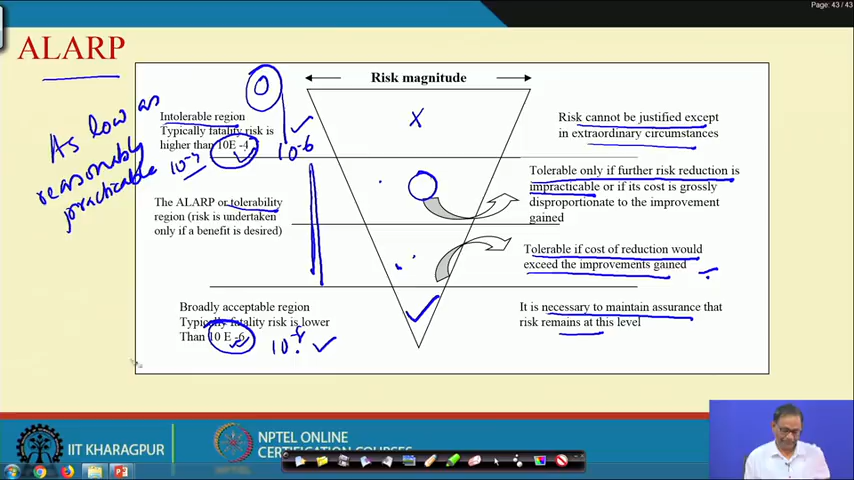 Page: 43 / 43
ALARP
As low as
reasonably
practicable
Risk magnitude
Intolerable region
Typically fatality risk is
higher than 10E -4
10-6
X
Risk cannot be justified except
in extraordinary circumstances
The ALARP or tolerability
region (risk is undertaken
only if a benefit is desired)
Tolerable only if further risk reduction is
impracticable or if its cost is grossly
disproportionate to the improvement
gained
Tolerable if cost of reduction would
exceed the improvements gained
Broadly acceptable region
Typically fatality risk is lower
Than 10 E -6
It is necessary to maintain assurance that
risk remains at this level
IIT KHARAGPUR
NPTEL ONLINE
CERTIFICATION COURSES